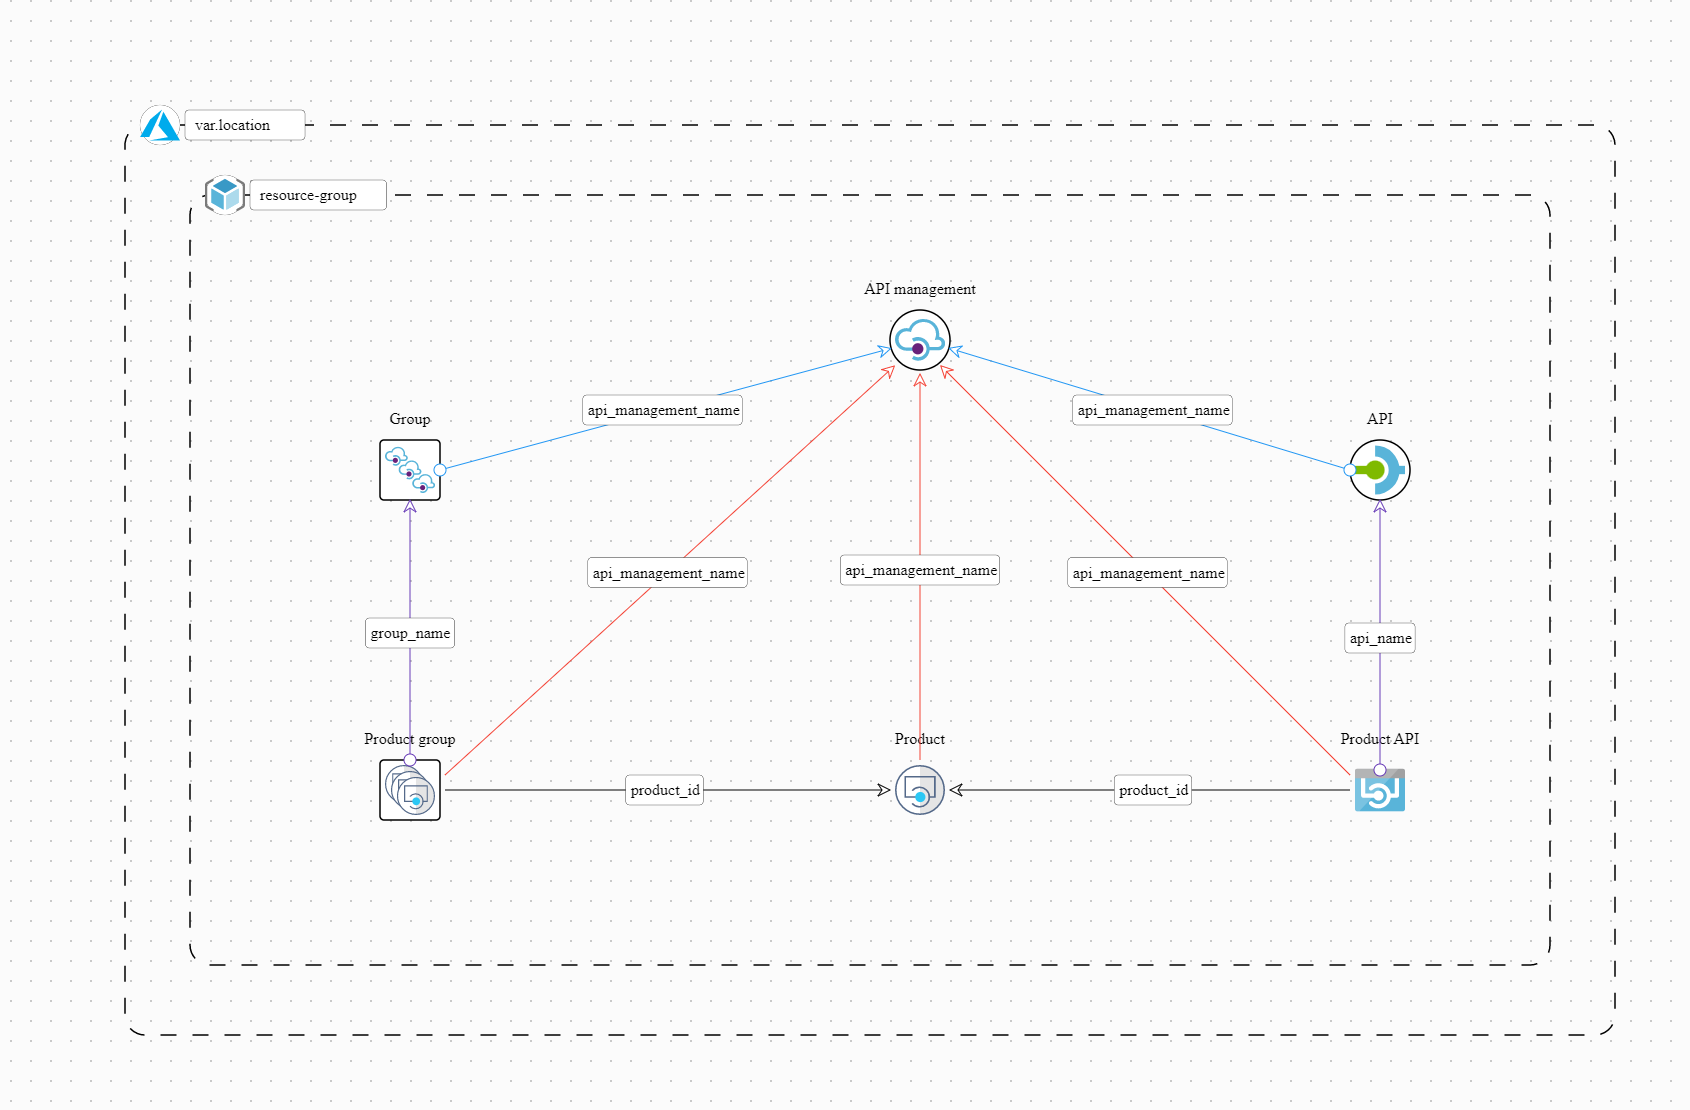 var.location
resource-group
API management
api_management_name
api_management_name
Group
API
api_management_name
api_management_name
api_management_name
group_name
api_name
Product group
Product
Product API
product_id
product_id